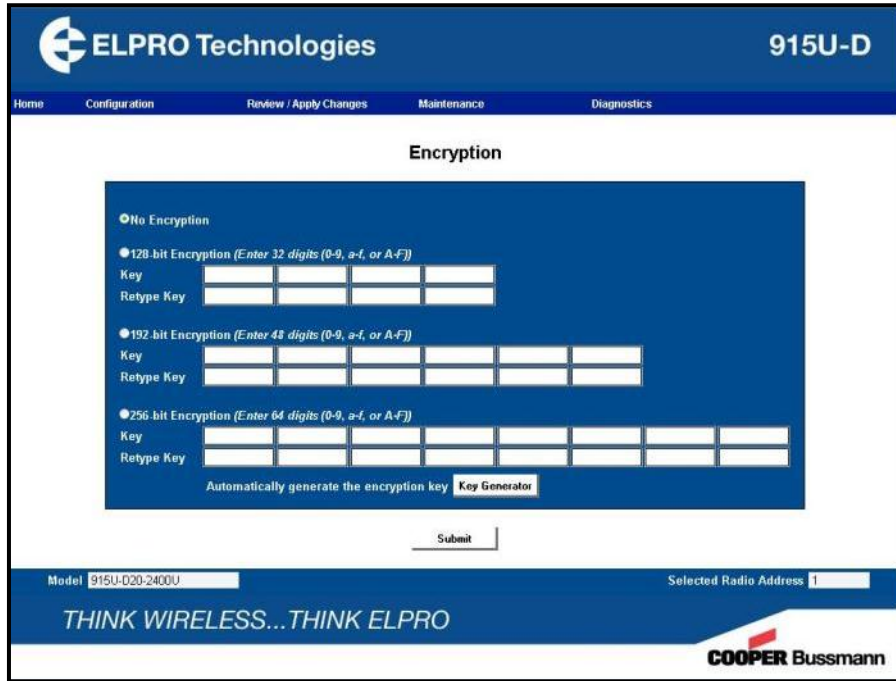 ELPRO Technologies
915U-D
Home Configuration Review / Apply Changes Maintenance Diagnostics
Encryption
No Encryption
128-bit Encryption (Enter 32 digits (0-9, a-f, or A-F))
Key
Retype Key
192-bit Encryption (Enter 48 digits (0-9, a-f, or A-F))
Key
Retype Key
256-bit Encryption (Enter 64 digits (0-9, a-f, or A-F))
Key
Retype Key
Automatically generate the encryption key Key Generator
Submit
Model 915U-D20-2400U
Selected Radio Address 1
THINK WIRELESS...THINK ELPRO
COOPER Bussmann